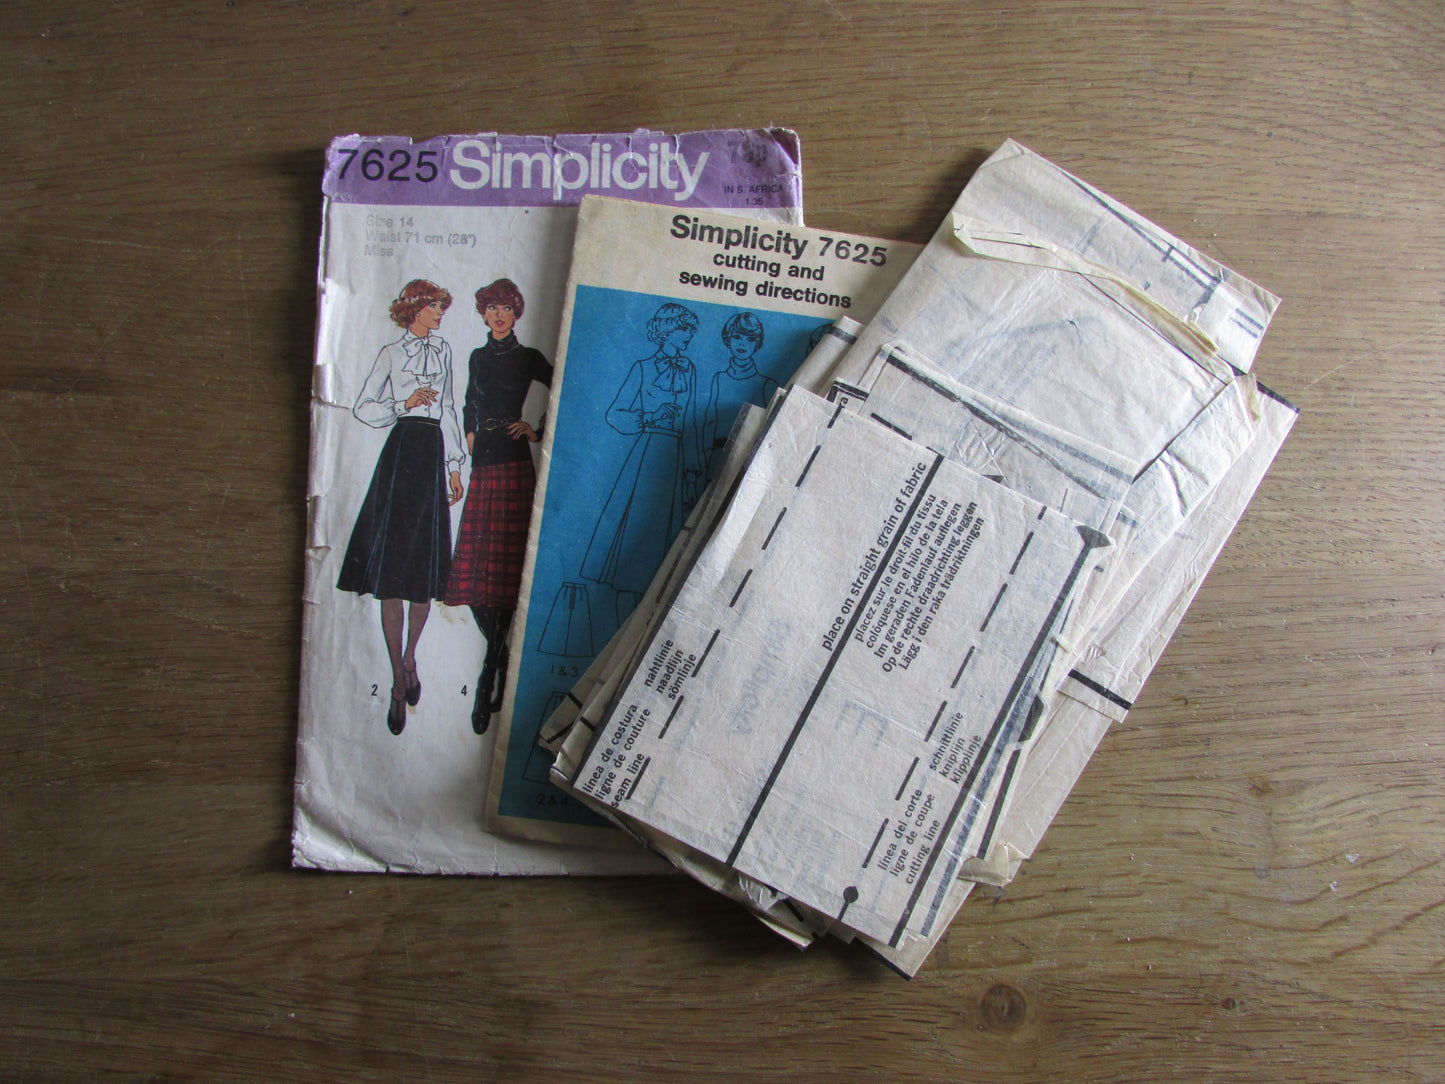 7625 Simplicity
IN S. AFRICA
1.35
Size 14
Waist 71 cm (28")
Miss
2
4
Simplicity 7625
cutting and
sewing directions
1 & 3
2 & 4
place on straight grain of fabric
placez sur le droit-fil du tissu
colóquese en el hilo de la tela
Im geraden Fadenlauf auflegen
Op de rechte draadrichting leggen
Lägg i den raka trådriktningen
nahtlinie
naadlijn
sömlinje
linea de costura
ligne de couture
seam line
schnittlinie
kniplijn
klipplinje
linea del corte
ligne de coupe
cutting line